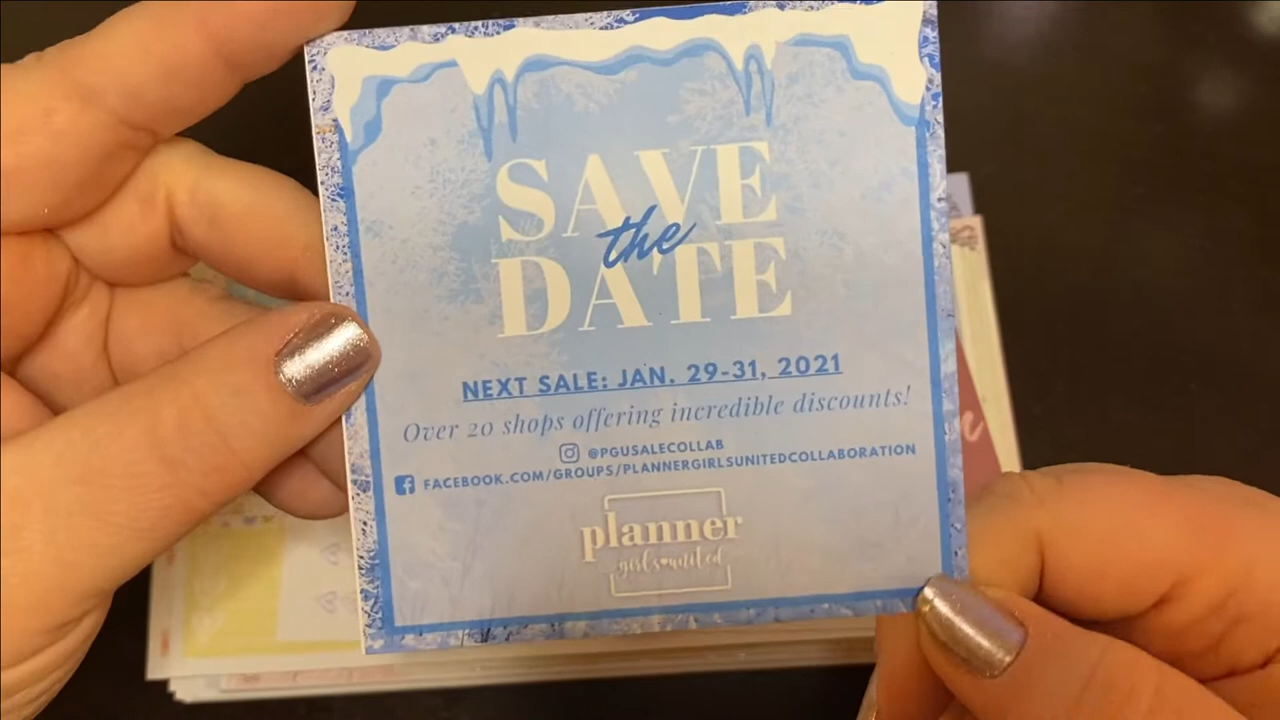 SAVE
the
DATE
NEXT SALE: JAN. 29-31, 2021
Over 20 shops offering incredible discounts!
@PGUSALECOLLAB
FACEBOOK.COM/GROUPS/PLANNERGIRLSUNITEDCOLLABORATION
planner
girls♥united